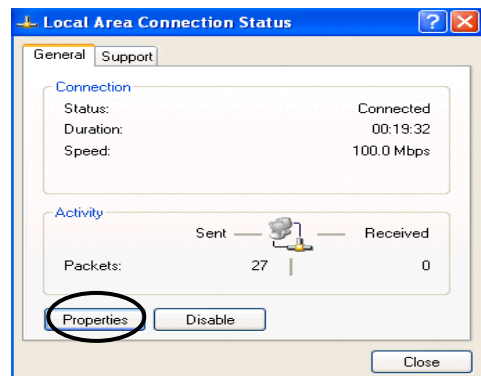 Local Area Connection Status
General Support
Connection
Status: Connected
Duration: 00:19:32
Speed: 100.0 Mbps
Activity
Sent Received
Packets: 27 0
Properties Disable
Close